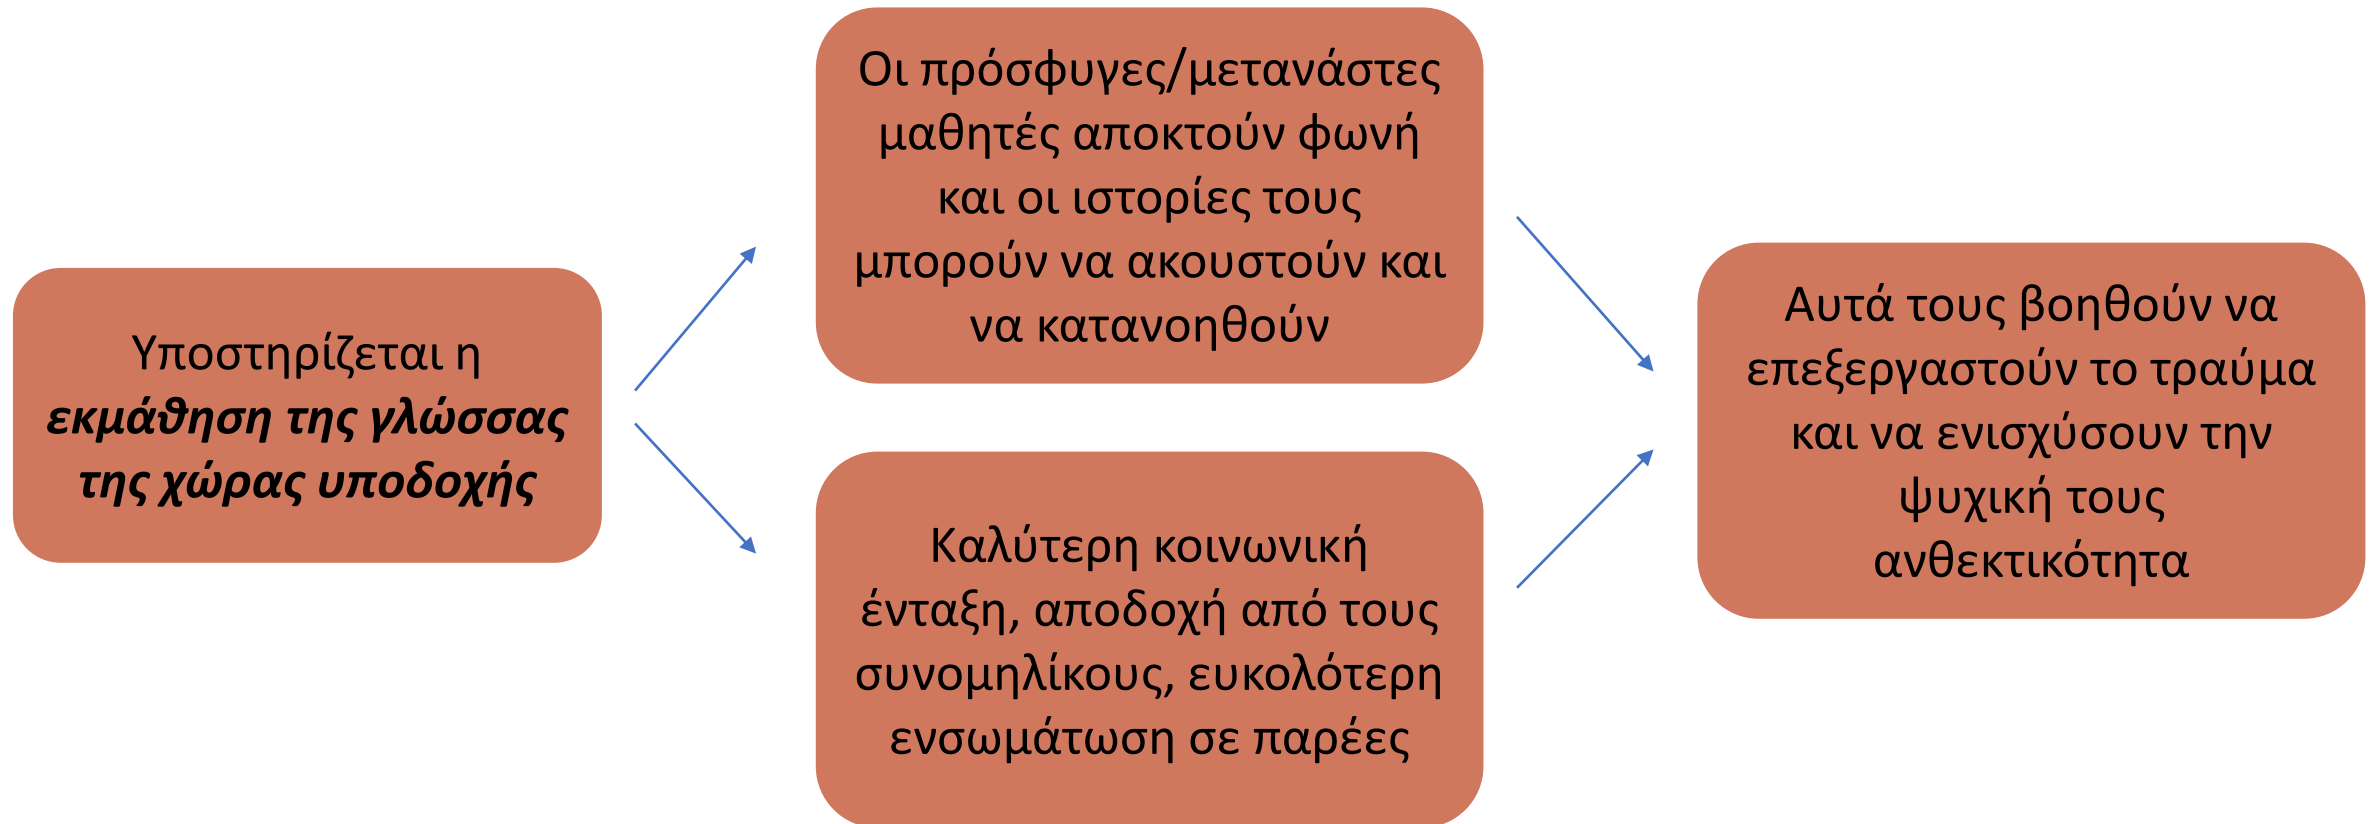 Υποστηρίζεται η
εκμάθηση της γλώσσας
της χώρας υποδοχής
Οι πρόσφυγες/μετανάστες
μαθητές αποκτούν φωνή
και οι ιστορίες τους
μπορούν να ακουστούν και
να κατανοηθούν
Καλύτερη κοινωνική
ένταξη, αποδοχή από τους
συνομηλίκους, ευκολότερη
ενσωμάτωση σε παρέες
Αυτά τους βοηθούν να
επεξεργαστούν το τραύμα
και να ενισχύσουν την
ψυχική τους
ανθεκτικότητα